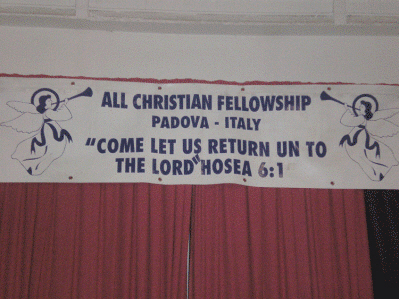 ALL CHRISTIAN FELLOWSHIP
PADOVA - ITALY
"COME LET US RETURN UN TO
THE LORD" HOSEA 6:1